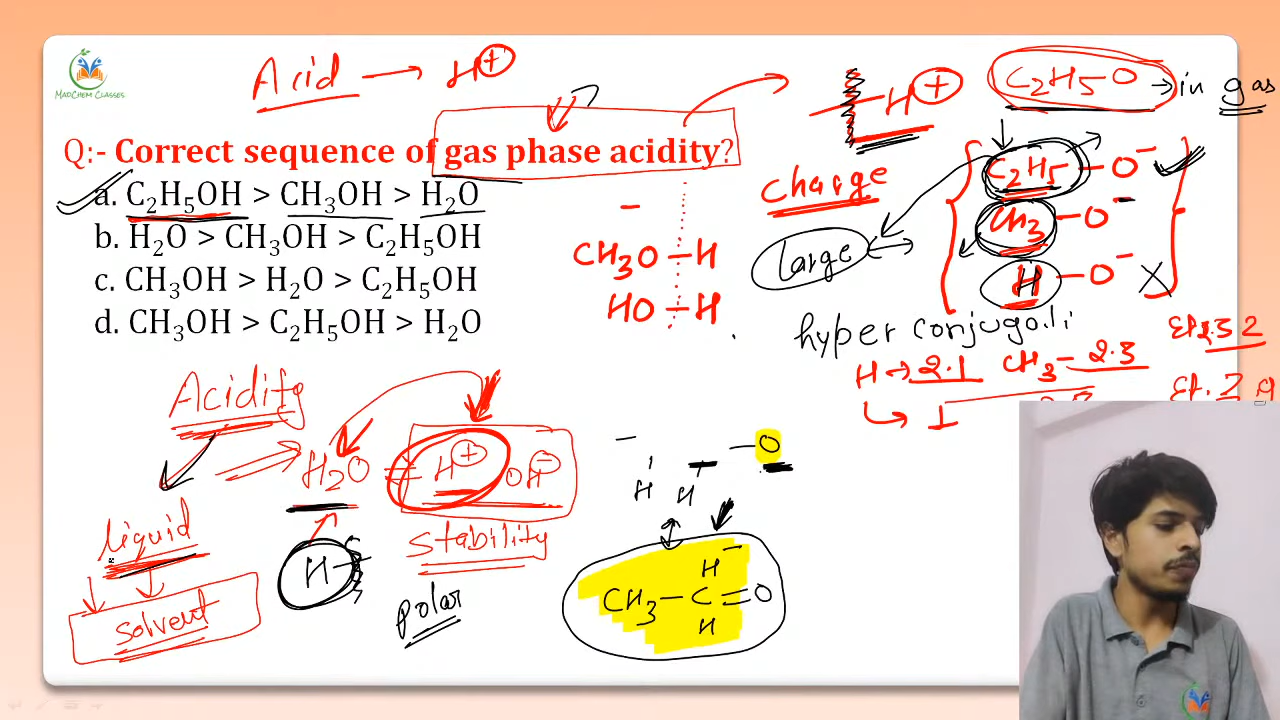 MADCHEM CLASSES
Acid → H⊕
–H⊕
C2H5O → in gas
Q:- Correct sequence of gas phase acidity?
a. C₂H₅OH > CH₃OH > H₂O
b. H₂O > CH₃OH > C₂H₅OH
c. CH₃OH > H₂O > C₂H₅OH
d. CH₃OH > C₂H₅OH > H₂O
charge
large
CH3O–H
HO–H
C2H5–O⁻
CH3–O⁻
H–O⁻
hyper conjugati
H→2.1 CH3–2.3
Acidity
H2O
H⊕ OH⊖
stability
liquid
solvent
H–
polar
–O
H H
H
CH3–C=O
H